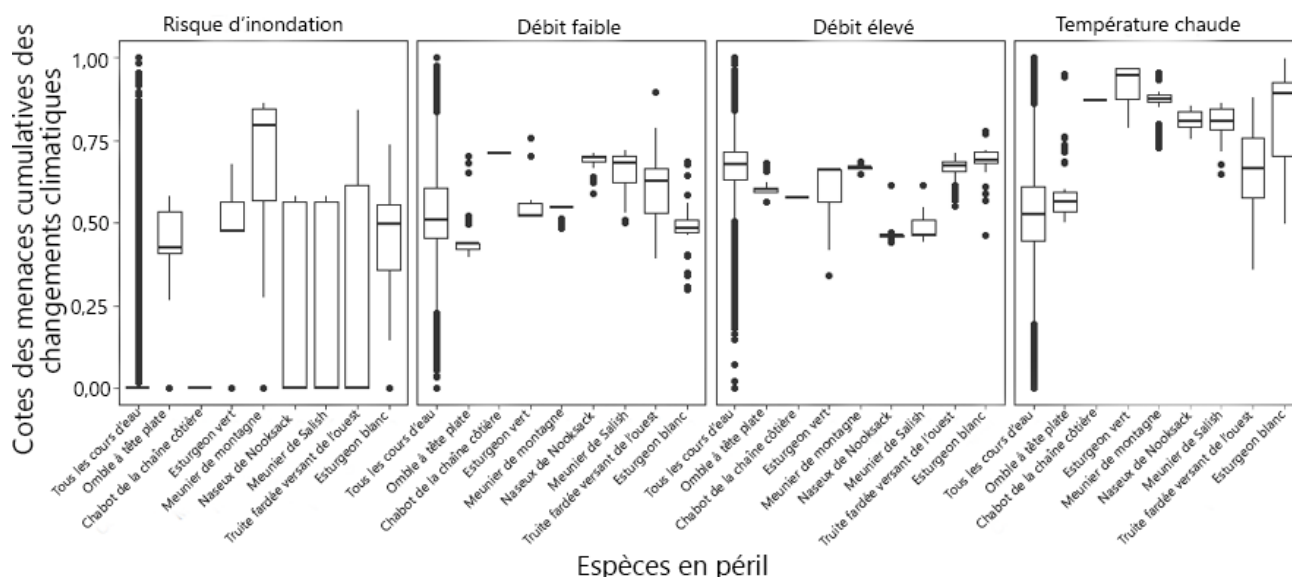 Risque d'inondation
Débit faible
Débit élevé
Température chaude
Cotes des menaces cumulatives des
changements climatiques
1,00
0,75
0,50
0,25
0,00
Tous les cours d'eau
Omble à tête plate
Chabot de la chaîne côtière
Esturgeon vert
Meunier de montagne
Naseux de Nooksack
Meunier de Salish
Truite fardée versant de l'ouest
Esturgeon blanc
Tous les cours d'eau
Omble à tête plate
Chabot de la chaîne côtière
Esturgeon vert
Meunier de montagne
Naseux de Nooksack
Meunier de Salish
Truite fardée versant de l'ouest
Esturgeon blanc
Tous les cours d'eau
Omble à tête plate
Chabot de la chaîne côtière
Esturgeon vert
Meunier de montagne
Naseux de Nooksack
Meunier de Salish
Truite fardée versant de l'ouest
Esturgeon blanc
Tous les cours d'eau
Omble à tête plate
Chabot de la chaîne côtière
Esturgeon vert
Meunier de montagne
Naseux de Nooksack
Meunier de Salish
Truite fardée versant de l'ouest
Esturgeon blanc
Espèces en péril